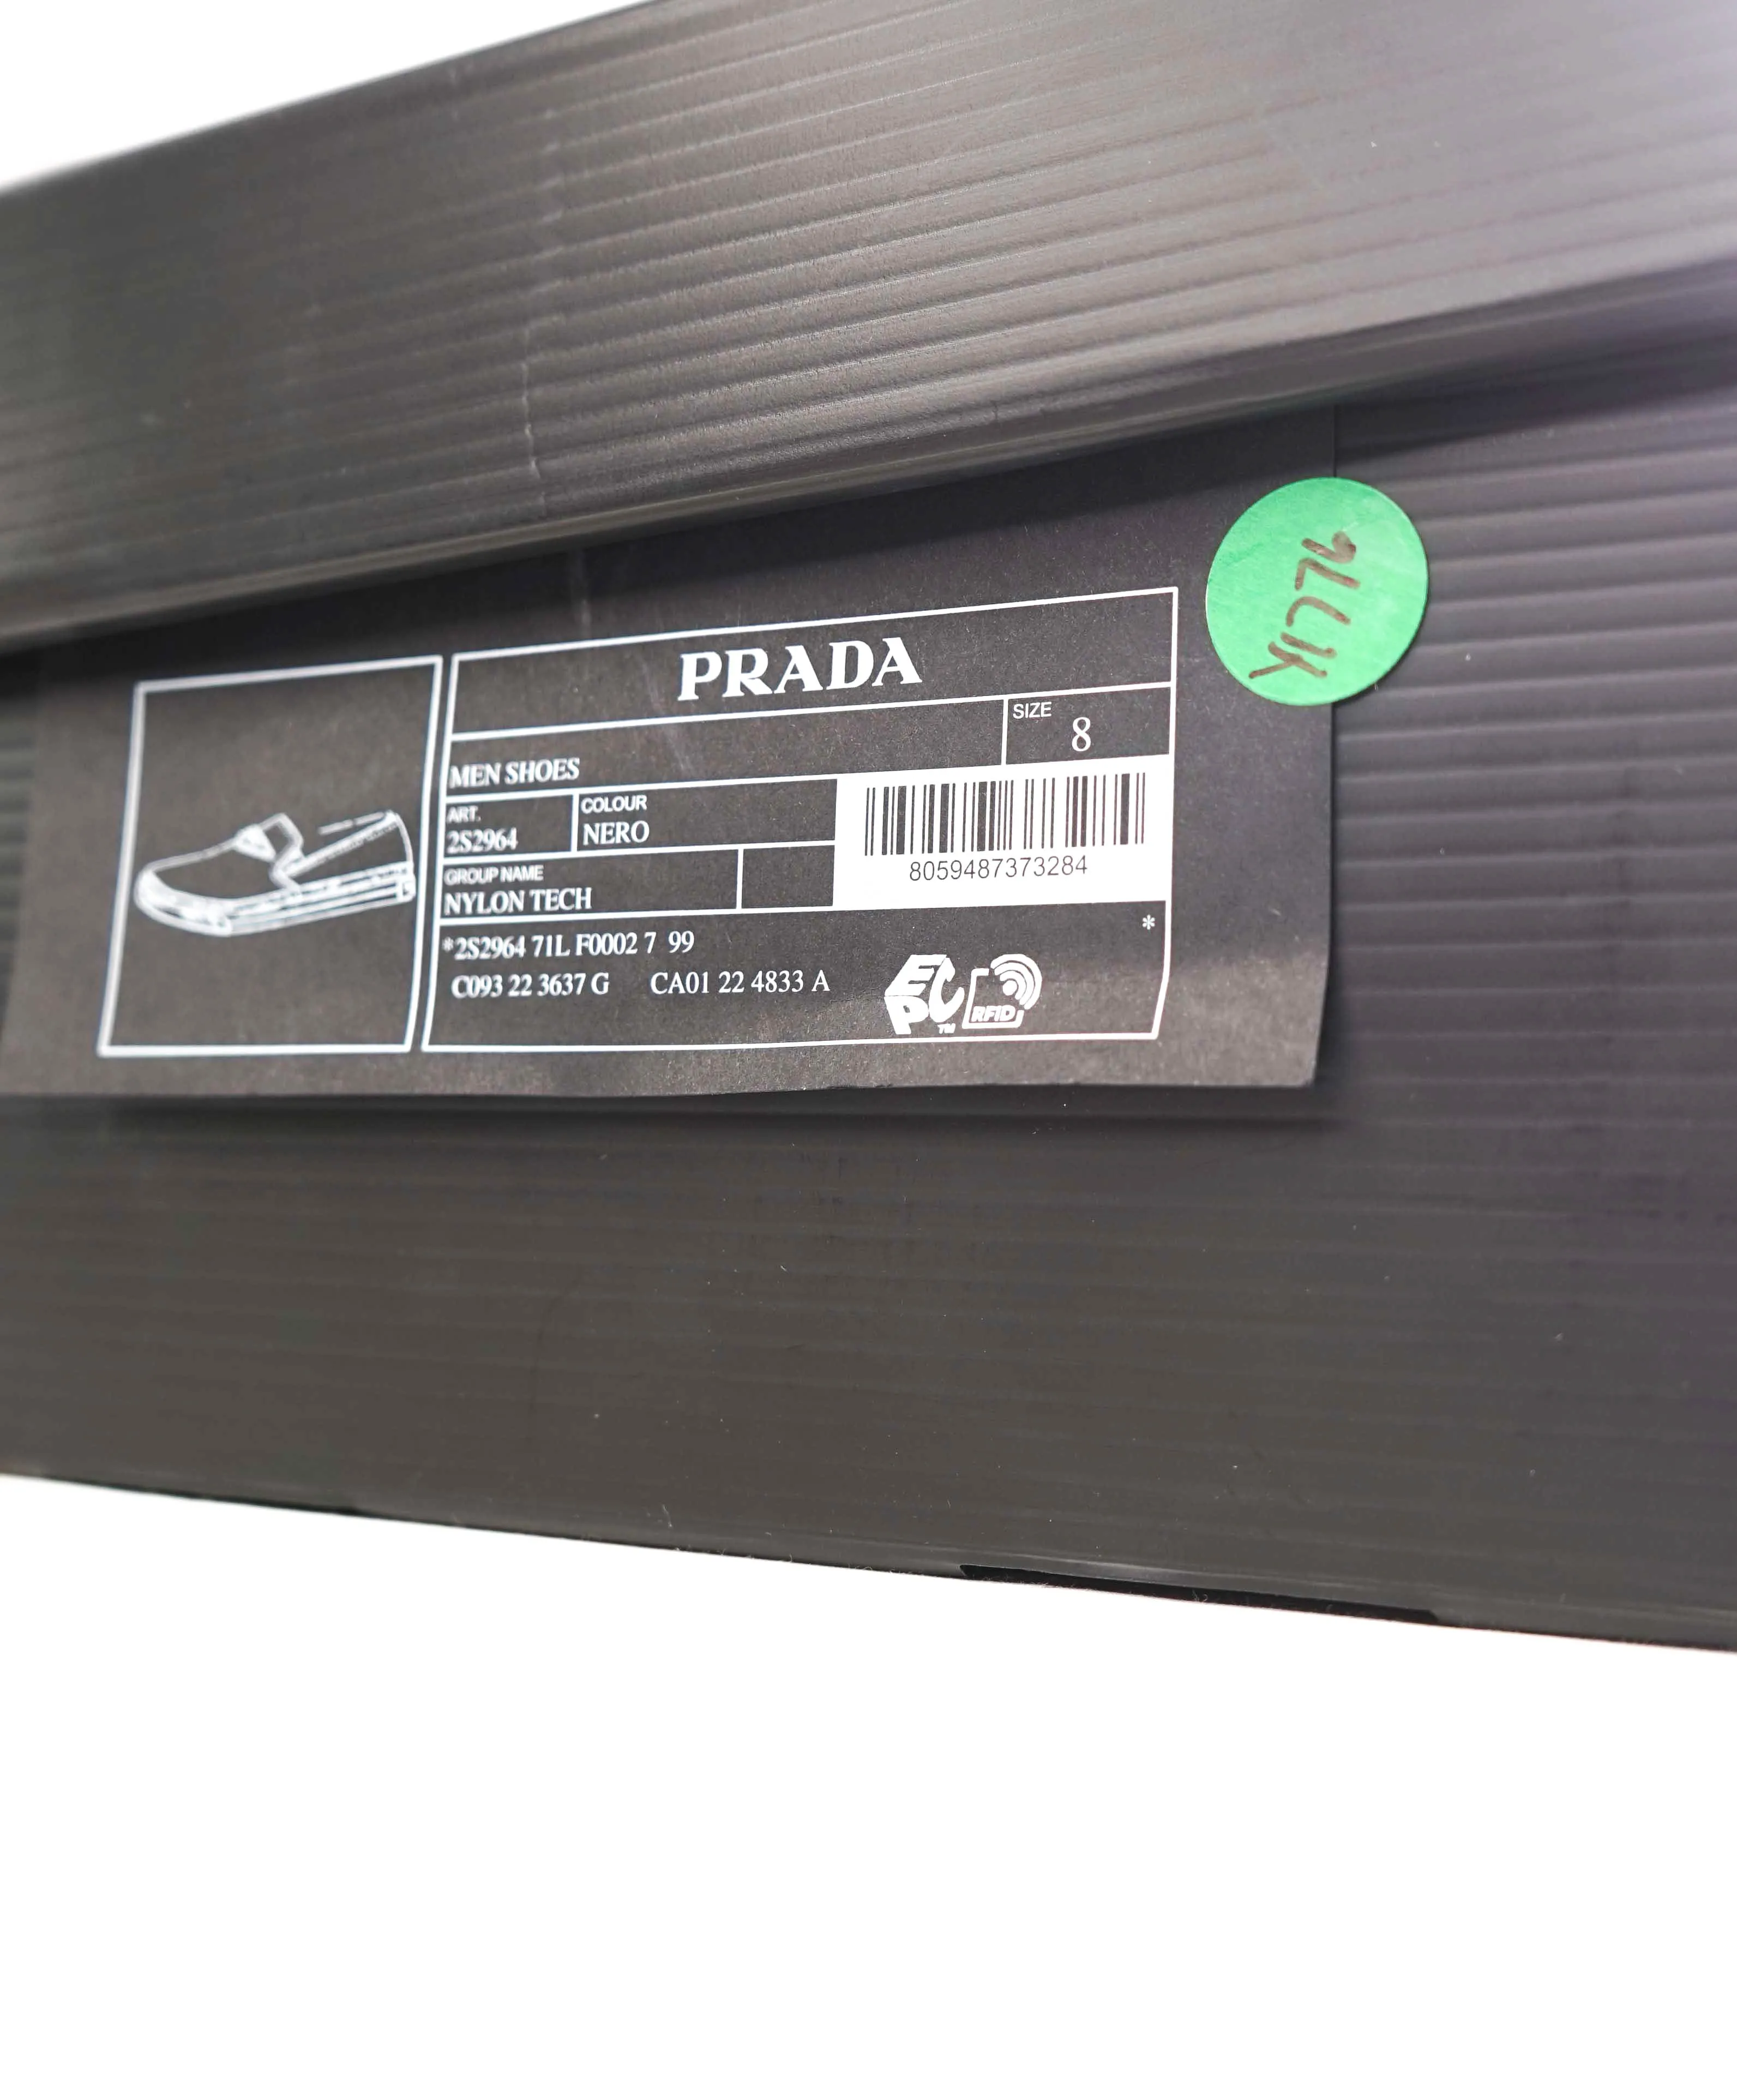 PRADA
MEN SHOES
SIZE
8
ART.
2S2964
COLOUR
NERO
GROUP NAME
NYLON TECH
8059487373284
*2S2964 71L F0002 7 99
*
C093 22 3637 G CA01 22 4833 A
EPC™
RFID